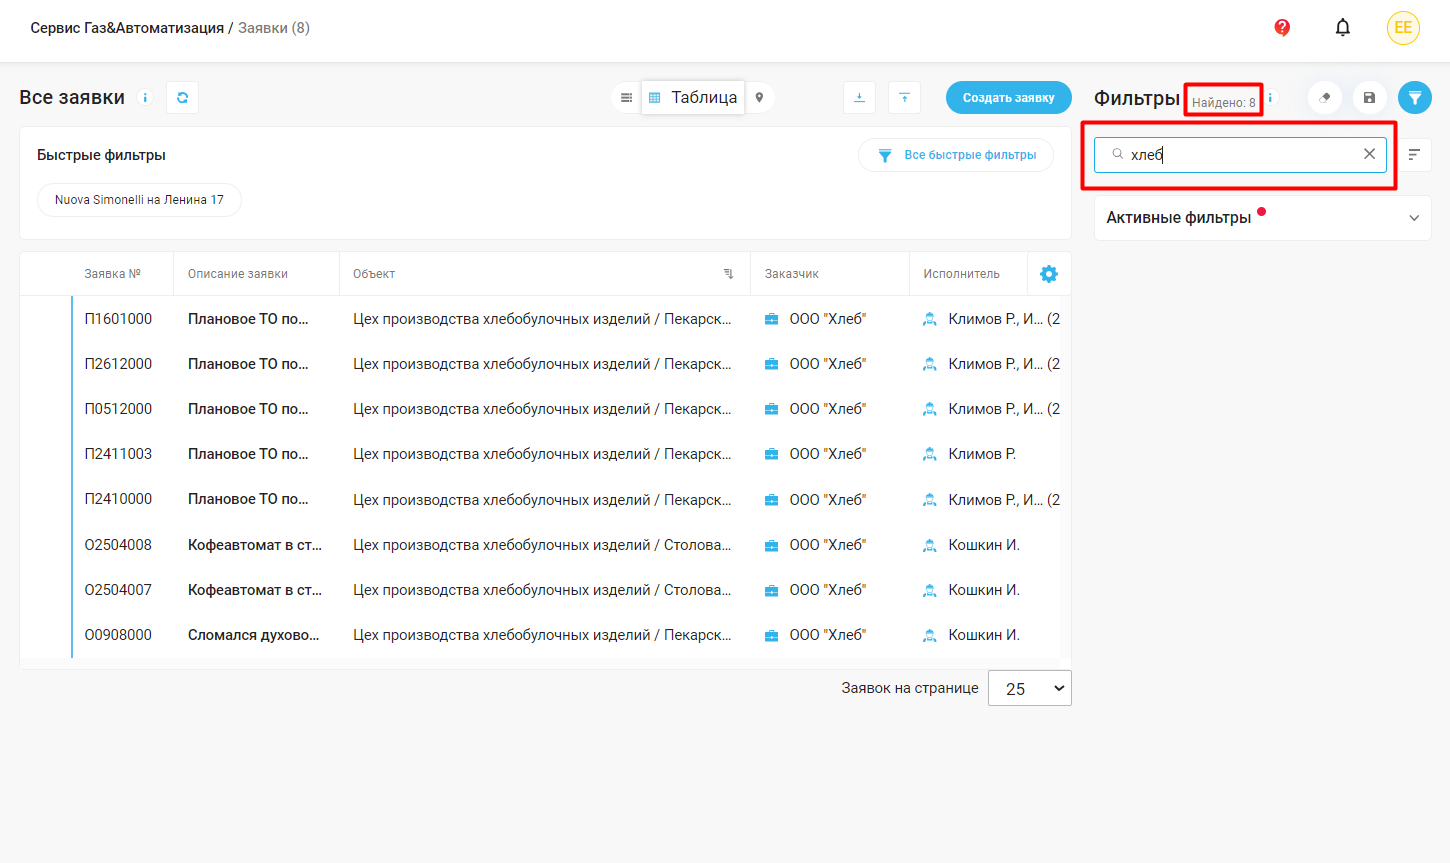 Сервис Газ&Автоматизация / Заявки (8)
EE
Все заявки
Таблица
Создать заявку
Фильтры Найдено: 8
хлеб
Быстрые фильтры
Все быстрые фильтры
Nuova Simonelli на Ленина 17
Активные фильтры
Заявка № Описание заявки Объект Заказчик Исполнитель
П1601000 Плановое ТО по... Цех производства хлебобулочных изделий / Пекарск... ООО "Хлеб" Климов Р., И... (2
П2612000 Плановое ТО по... Цех производства хлебобулочных изделий / Пекарск... ООО "Хлеб" Климов Р., И... (2
П0512000 Плановое ТО по... Цех производства хлебобулочных изделий / Пекарск... ООО "Хлеб" Климов Р., И... (2
П2411003 Плановое ТО по... Цех производства хлебобулочных изделий / Пекарск... ООО "Хлеб" Климов Р.
П2410000 Плановое ТО по... Цех производства хлебобулочных изделий / Пекарск... ООО "Хлеб" Климов Р., И... (2
О2504008 Кофеавтомат в ст... Цех производства хлебобулочных изделий / Столова... ООО "Хлеб" Кошкин И.
О2504007 Кофеавтомат в ст... Цех производства хлебобулочных изделий / Столова... ООО "Хлеб" Кошкин И.
О0908000 Сломался духово... Цех производства хлебобулочных изделий / Пекарск... ООО "Хлеб" Кошкин И.
Заявок на странице 25